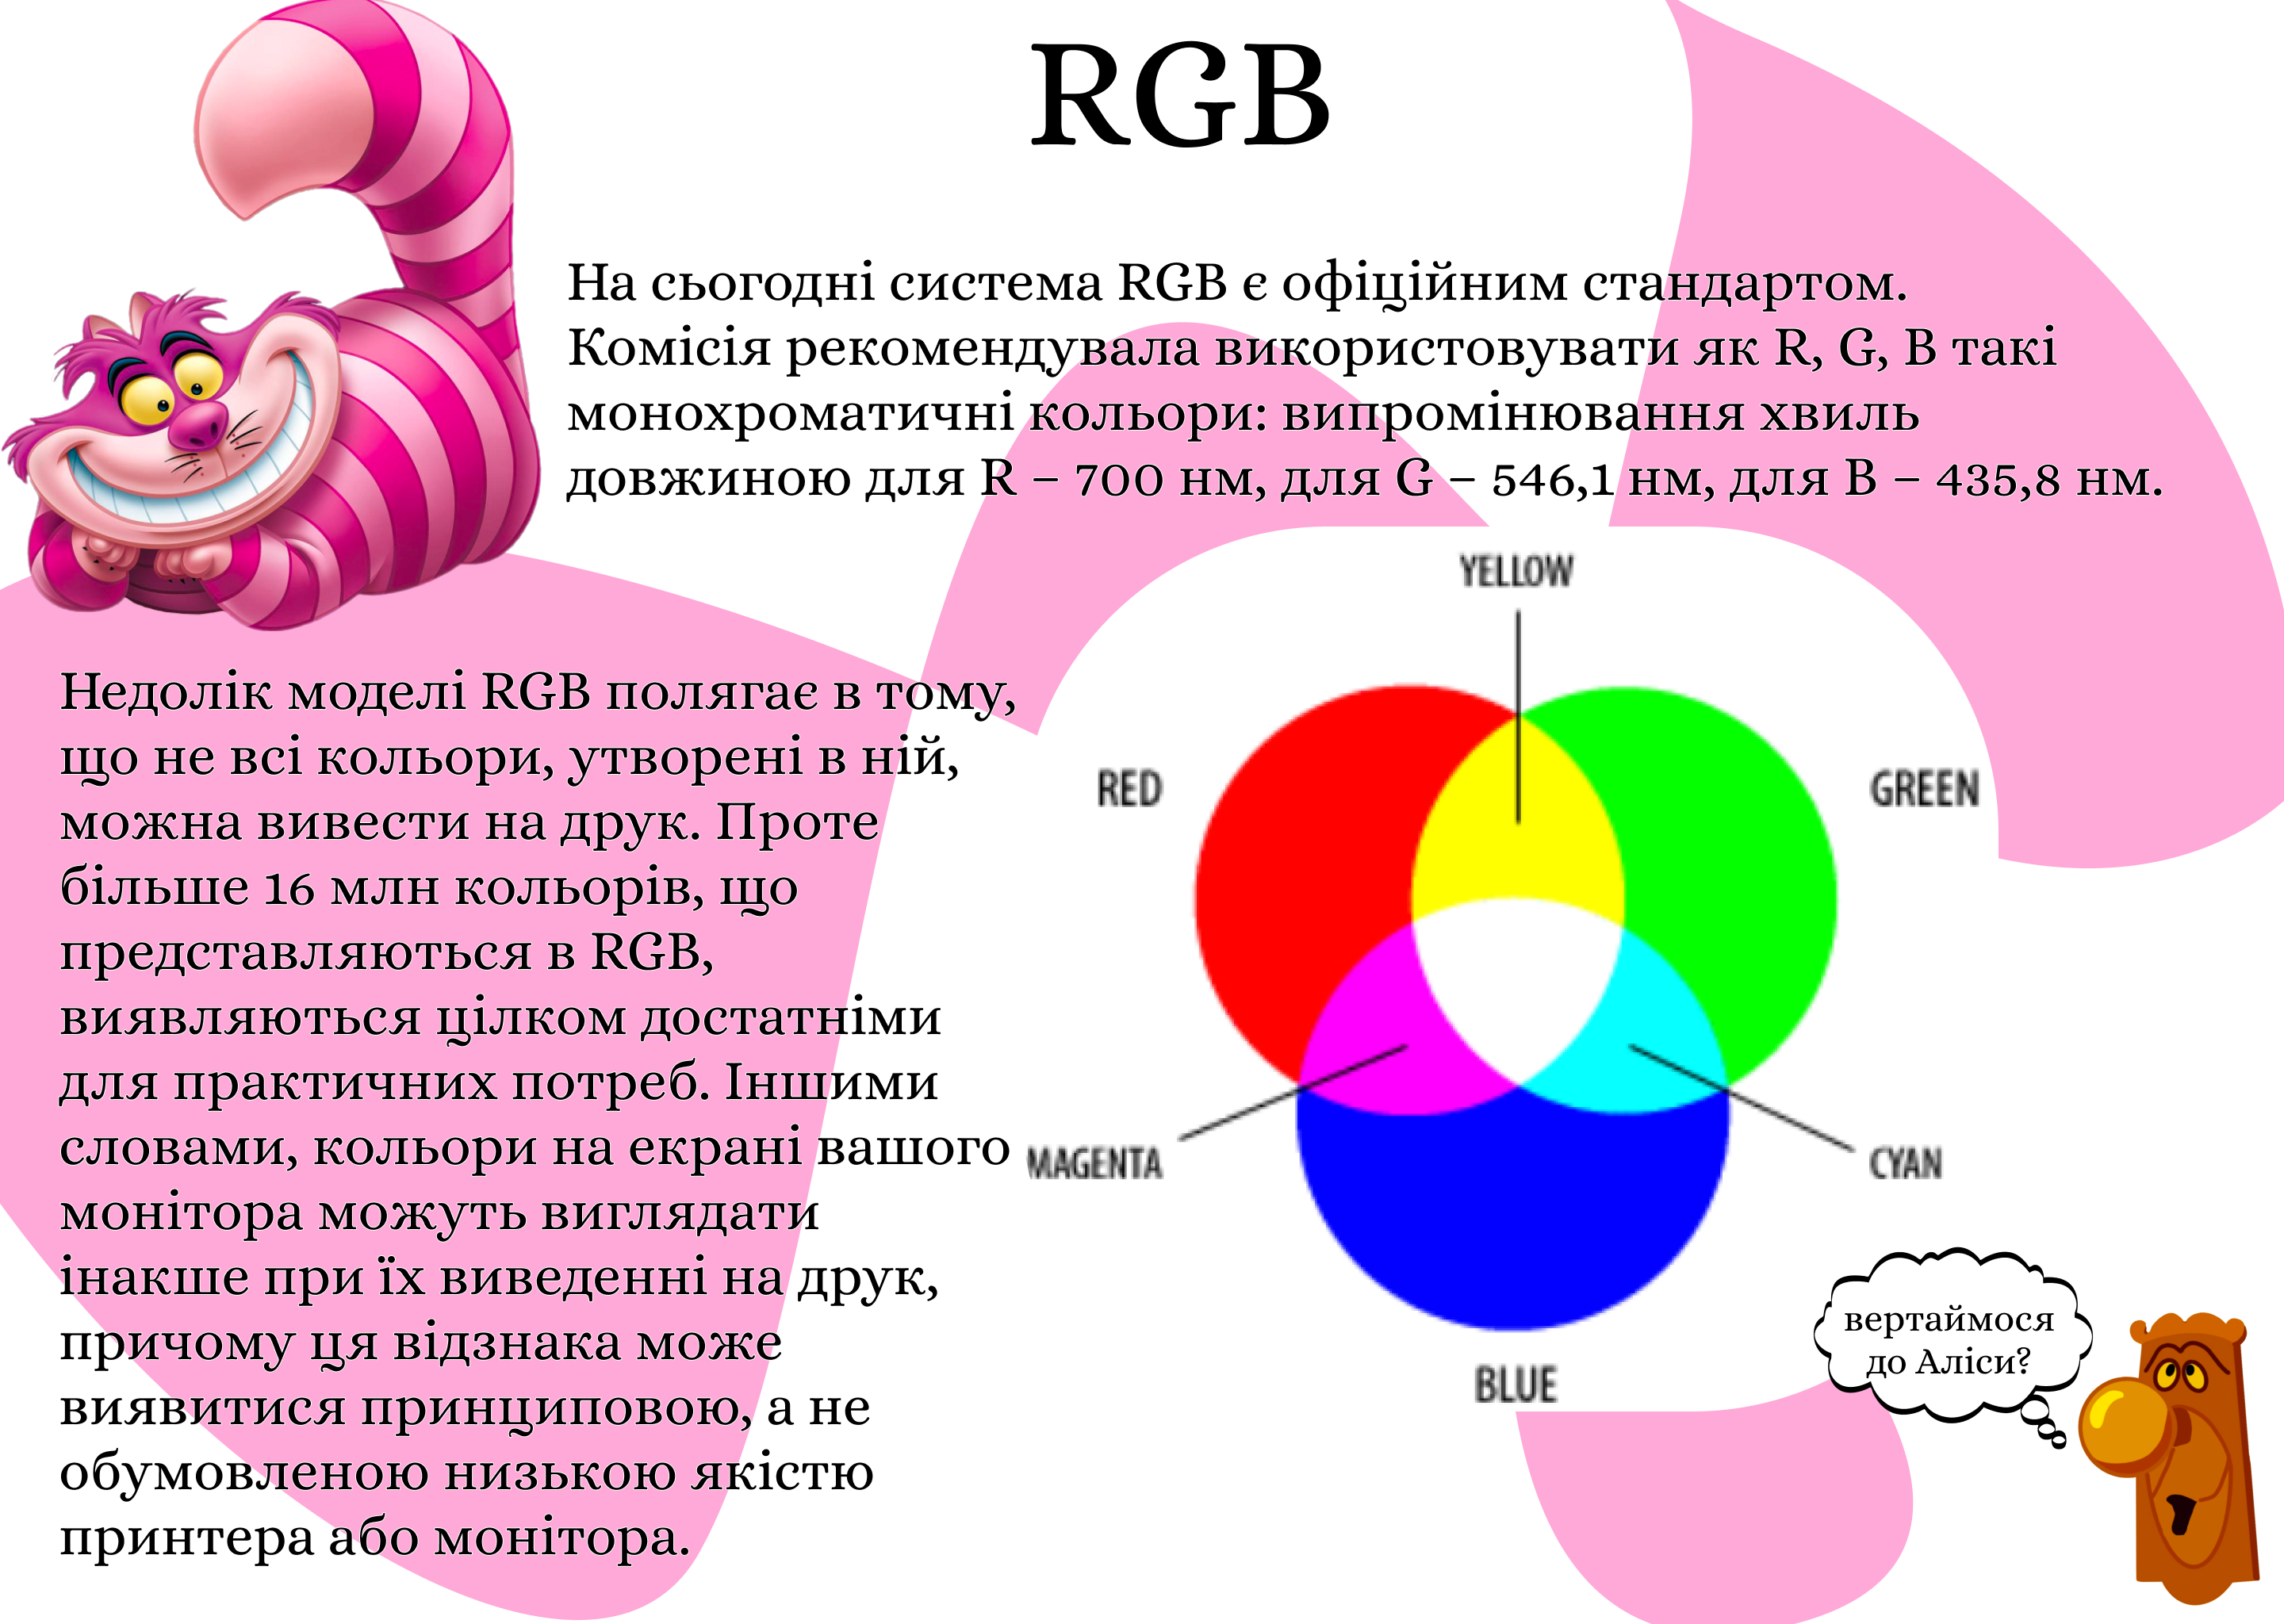 RGB
На сьогодні система RGB є офіційним стандартом.
Комісія рекомендувала використовувати як R, G, B такі
монохроматичні кольори: випромінювання хвиль
довжиною для R – 700 нм, для G – 546,1 нм, для B – 435,8 нм.
Недолік моделі RGB полягає в тому,
що не всі кольори, утворені в ній,
можна вивести на друк. Проте
більше 16 млн кольорів, що
представляються в RGB,
виявляються цілком достатніми
для практичних потреб. Іншими
словами, кольори на екрані вашого
монітора можуть виглядати
інакше при їх виведенні на друк,
причому ця відзнака може
виявитися принциповою, а не
обумовленою низькою якістю
принтера або монітора.
YELLOW
RED
GREEN
MAGENTA
CYAN
BLUE
вертаймося
до Аліси?